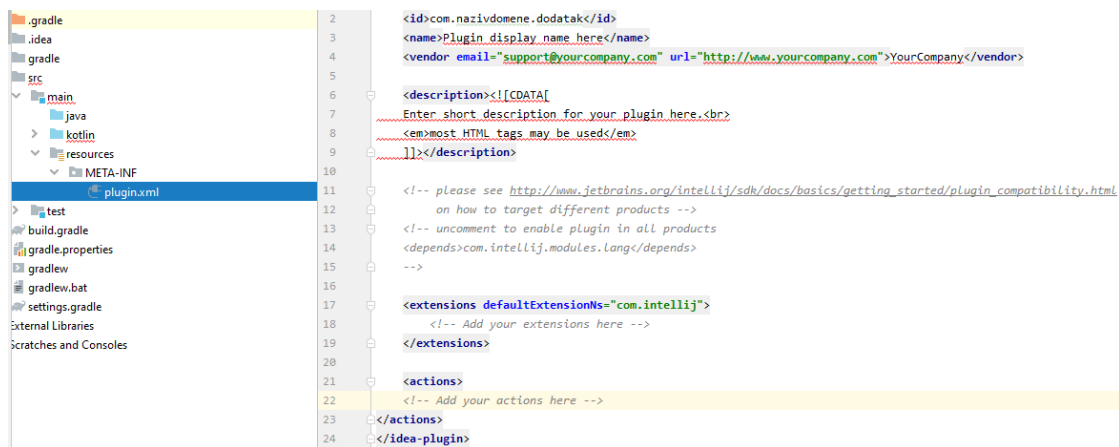 .gradle
.idea
gradle
src
main
java
kotlin
resources
META-INF
plugin.xml
test
build.gradle
gradle.properties
gradlew
gradlew.bat
settings.gradle
External Libraries
Scratches and Consoles
2 <id>com.nazivdomene.dodatak</id>
3 <name>Plugin display name here</name>
4 <vendor email="support@yourcompany.com" url="http://www.yourcompany.com">YourCompany</vendor>
5
6 <description><![CDATA[
7 Enter short description for your plugin here.<br>
8 <em>most HTML tags may be used</em>
9 ]]></description>
10
11 <!-- please see http://www.jetbrains.org/intellij/sdk/docs/basics/getting_started/plugin_compatibility.html
12 on how to target different products -->
13 <!-- uncomment to enable plugin in all products
14 <depends>com.intellij.modules.lang</depends>
15 -->
16
17 <extensions defaultExtensionNs="com.intellij">
18 <!-- Add your extensions here -->
19 </extensions>
20
21 <actions>
22 <!-- Add your actions here -->
23 </actions>
24 </idea-plugin>